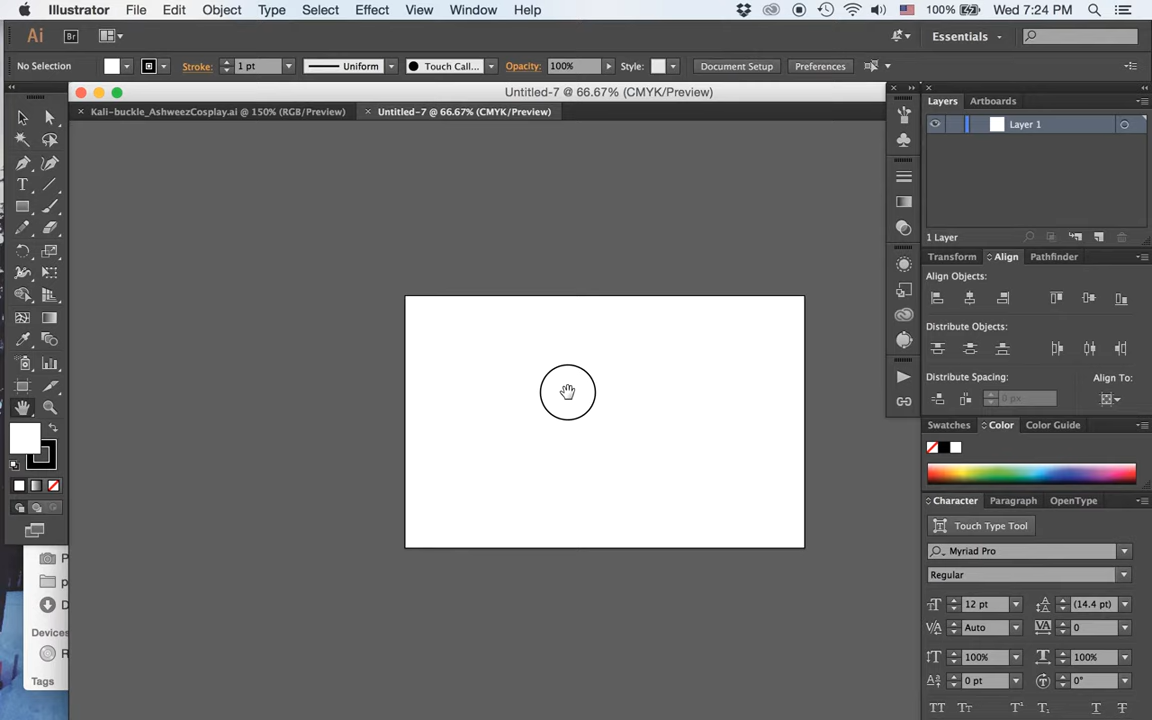 Illustrator File Edit Object Type Select Effect View Window Help 100% Wed 7:24 PM
Ai Br Essentials
No Selection Stroke: 1 pt Uniform Touch Call... Opacity: 100% Style: Document Setup Preferences
Untitled-7 @ 66.67% (CMYK/Preview)
Kali-buckle_AshweezCosplay.ai @ 150% (RGB/Preview) Untitled-7 @ 66.67% (CMYK/Preview)
Layers Artboards
Layer 1
1 Layer
Transform Align Pathfinder
Align Objects:
Distribute Objects:
Distribute Spacing: Align To:
0 px
Swatches Color Color Guide
Character Paragraph OpenType
Touch Type Tool
Myriad Pro
Regular
12 pt (14.4 pt)
Auto 0
100% 100%
0 pt 0°
Devices
Tags